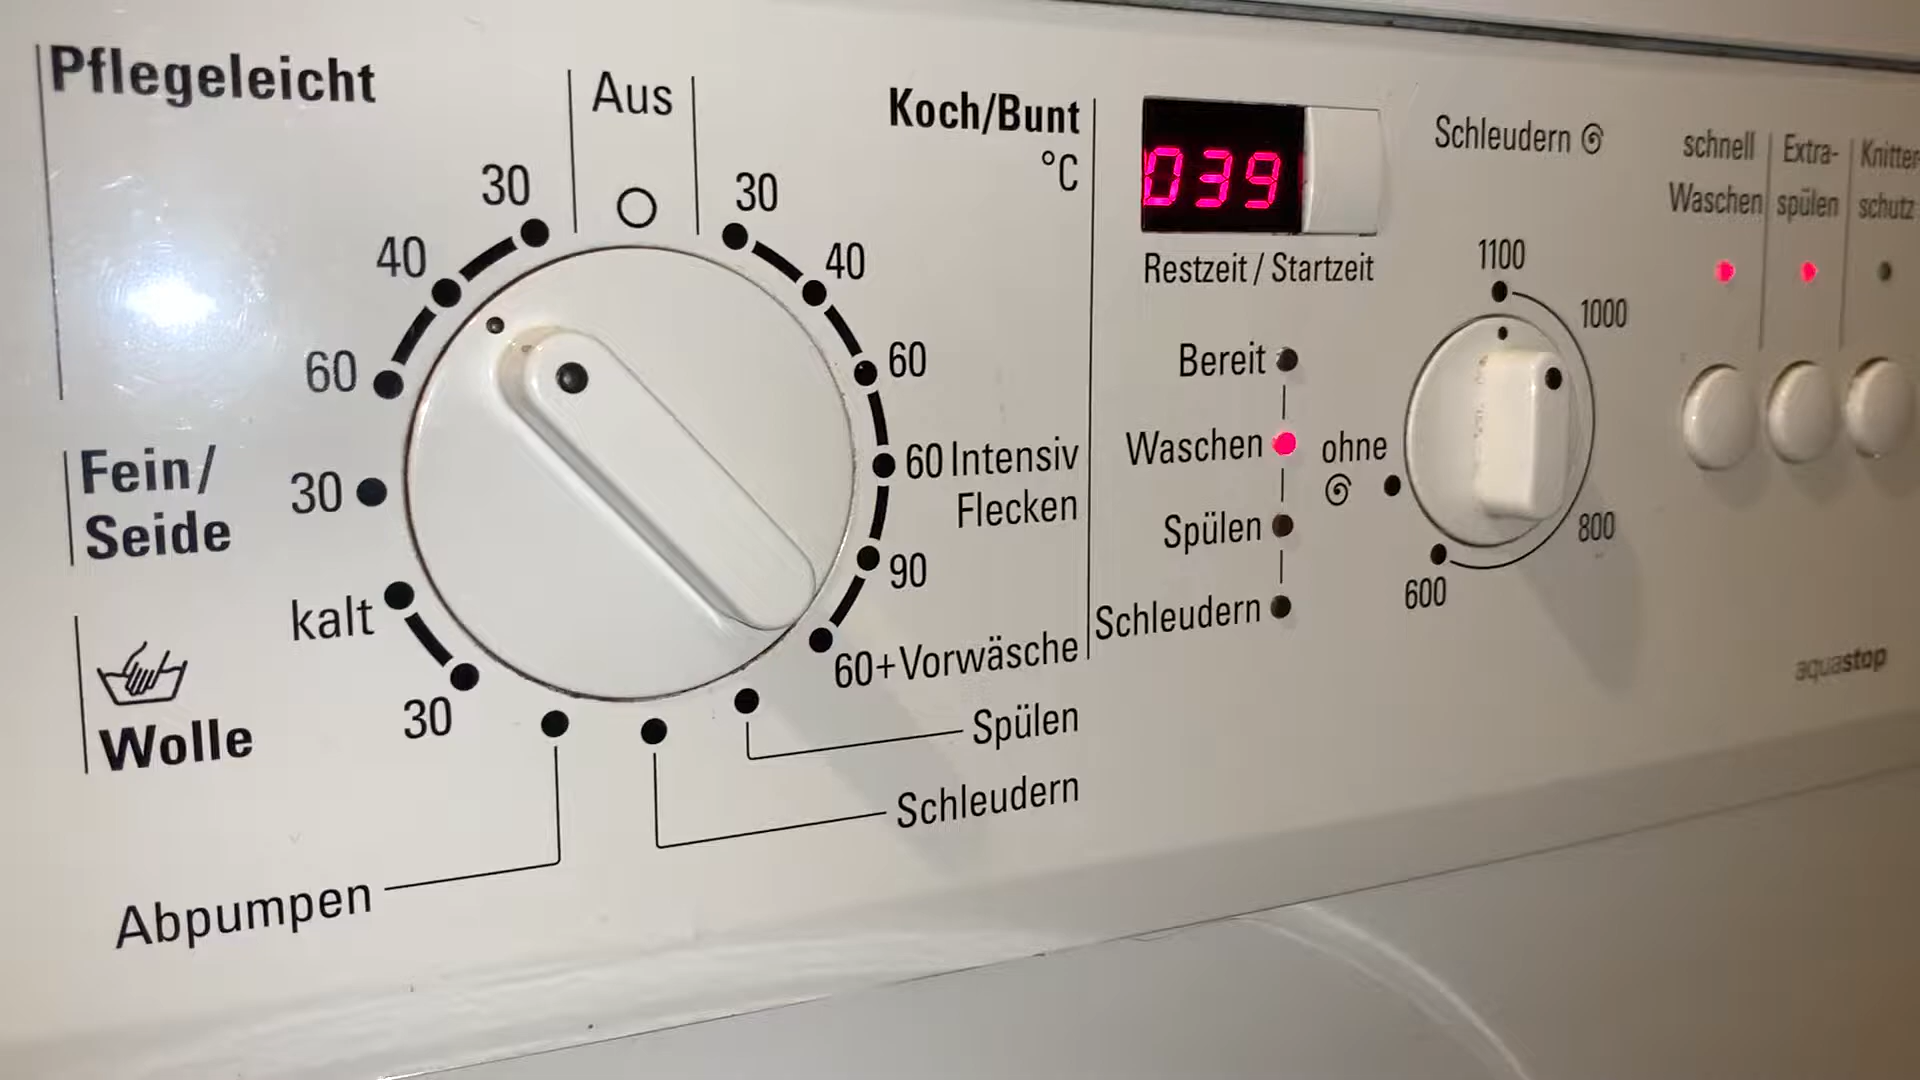 Pflegeleicht
Aus
Koch/Bunt
°C
30
40
60
30
40
60
60 Intensiv
Flecken
90
60+Vorwäsche
Spülen
Schleudern
Abpumpen
Fein/
Seide
30
kalt
30
Wolle
039
Restzeit / Startzeit
Bereit
Waschen
Spülen
Schleudern
Schleudern
1100
1000
800
600
ohne
schnell
Waschen
Extra-
spülen
Knitter-
schutz
aquastop